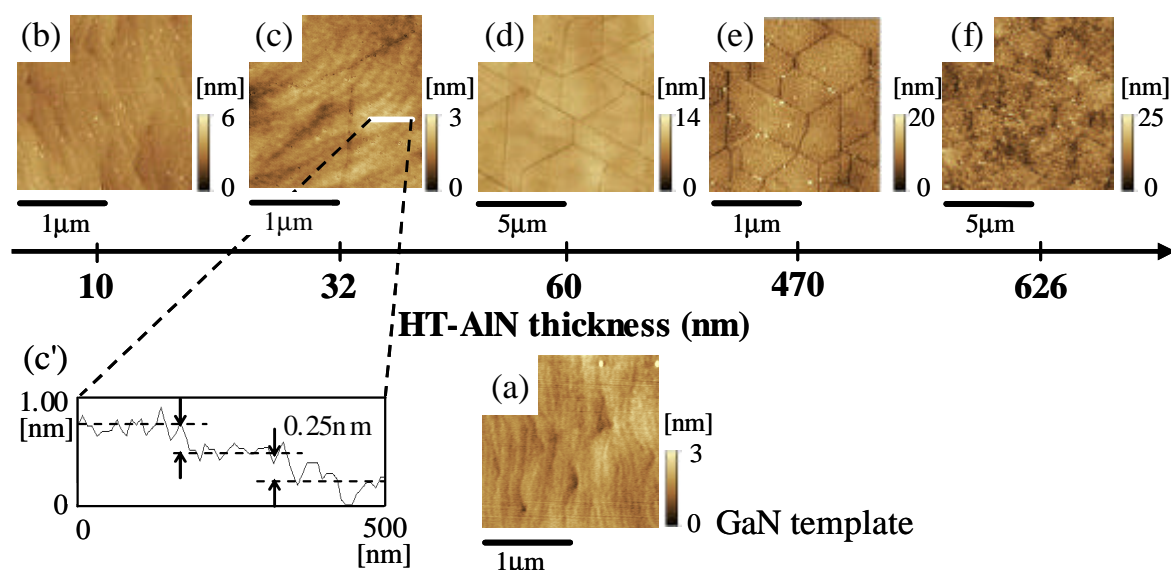 (b) (c) (d) (e) (f)
[nm] [nm] [nm] [nm] [nm]
6 3 14 20 25
0 0 0 0 0
1μm 1μm 5μm 1μm 5μm
10 32 60 470 626
HT-AlN thickness (nm)
(c')
1.00
[nm]
0.25nm
0
0 500
[nm]
(a)
[nm]
3
0
GaN template
1μm